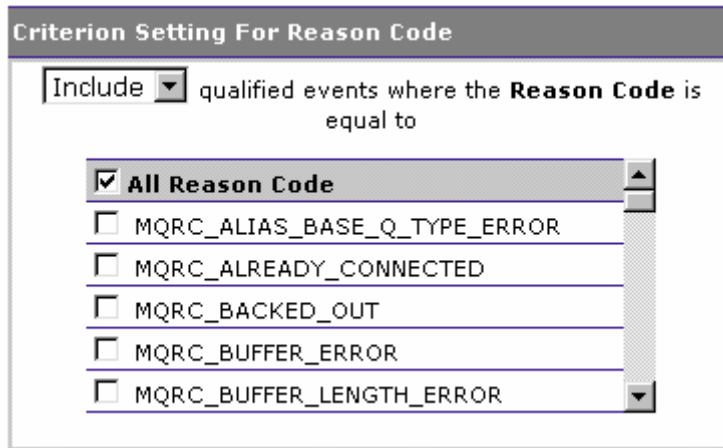 Criterion Setting For Reason Code
Include qualified events where the Reason Code is
equal to
All Reason Code
MQRC_ALIAS_BASE_Q_TYPE_ERROR
MQRC_ALREADY_CONNECTED
MQRC_BACKED_OUT
MQRC_BUFFER_ERROR
MQRC_BUFFER_LENGTH_ERROR